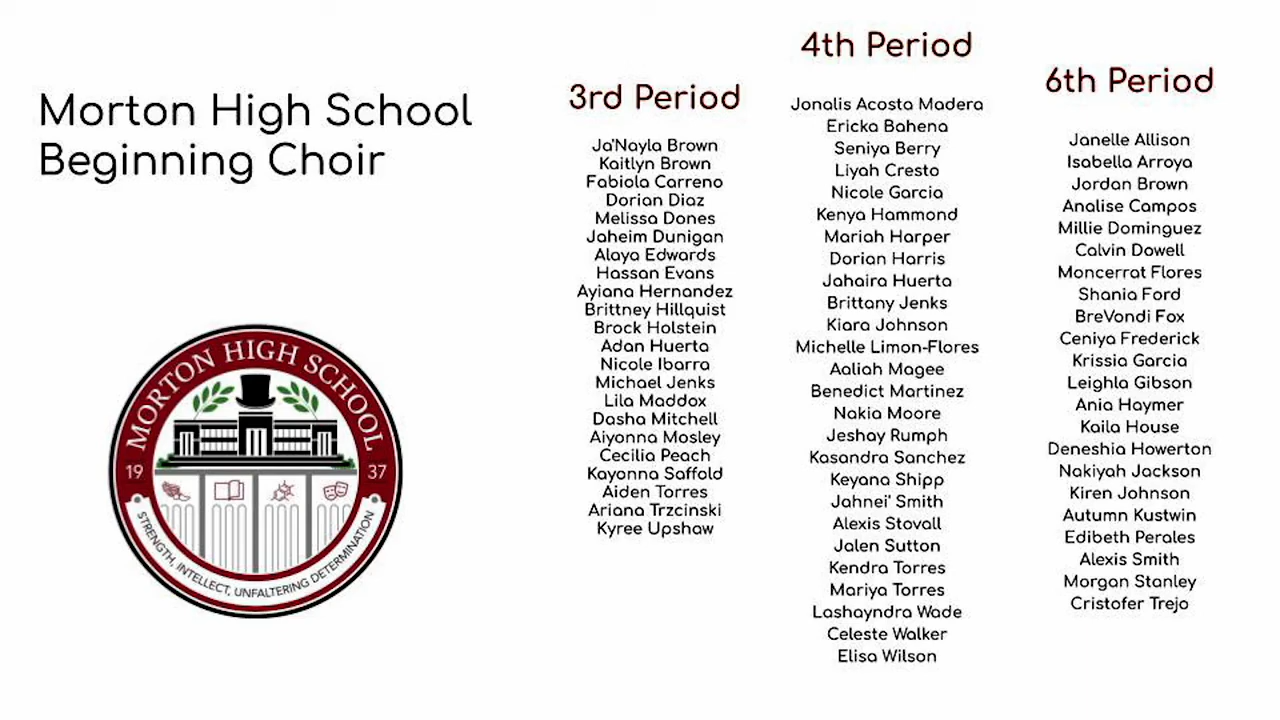 Morton High School
Beginning Choir
MORTON HIGH SCHOOL
19 37
STRENGTH, INTELLECT, UNFALTERING DETERMINATION
3rd Period
Ja'Nayla Brown
Kaitlyn Brown
Fabiola Carreno
Dorian Diaz
Melissa Dones
Jaheim Dunigan
Alaya Edwards
Hassan Evans
Ayiana Hernandez
Brittney Hillquist
Brock Holstein
Adan Huerta
Nicole Ibarra
Michael Jenks
Lila Maddox
Dasha Mitchell
Aiyonna Mosley
Cecilia Peach
Kayonna Saffold
Aiden Torres
Ariana Trzcinski
Kyree Upshaw
4th Period
Jonalis Acosta Madera
Ericka Bahena
Seniya Berry
Liyah Cresto
Nicole Garcia
Kenya Hammond
Mariah Harper
Dorian Harris
Jahaira Huerta
Brittany Jenks
Kiara Johnson
Michelle Limon-Flores
Aaliah Magee
Benedict Martinez
Nakia Moore
Jeshay Rumph
Kasandra Sanchez
Keyana Shipp
Jahnei' Smith
Alexis Stovall
Jalen Sutton
Kendra Torres
Mariya Torres
Lashayndra Wade
Celeste Walker
Elisa Wilson
6th Period
Janelle Allison
Isabella Arroya
Jordan Brown
Analise Campos
Millie Dominguez
Calvin Dowell
Moncerrat Flores
Shania Ford
BreVondi Fox
Ceniya Frederick
Krissia Garcia
Leighla Gibson
Ania Haymer
Kaila House
Deneshia Howerton
Nakiyah Jackson
Kiren Johnson
Autumn Kustwin
Edibeth Perales
Alexis Smith
Morgan Stanley
Cristofer Trejo